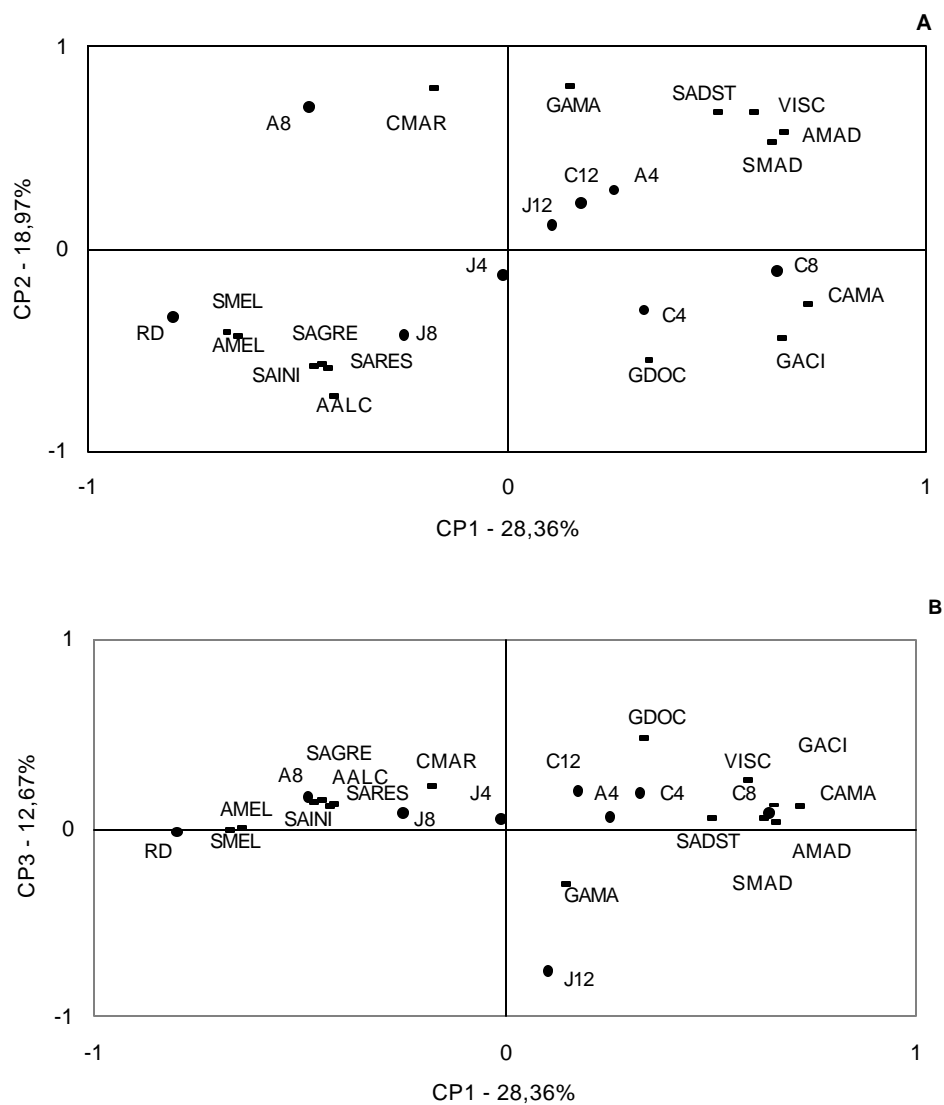 A
1
SADST
VISC
GAMA
A8
CMAR
AMAD
SMAD
C12
A4
J12
0
J4
C8
SMEL
CAMA
RD
C4
AMEL
SAGRE
J8
GACI
SAINI
SARES
GDOC
AALC
-1
-1
0
1
CP2 - 18,97%
CP1 - 28,36%
B
1
GDOC
GACI
SAGRE
CMAR
C12
VISC
A8
AALC
AMEL
SARES
J4
A4
C4
C8
CAMA
SAINI
J8
0
RD
SMEL
SADST
AMAD
SMAD
GAMA
J12
-1
-1
0
1
CP3 - 12,67%
CP1 - 28,36%